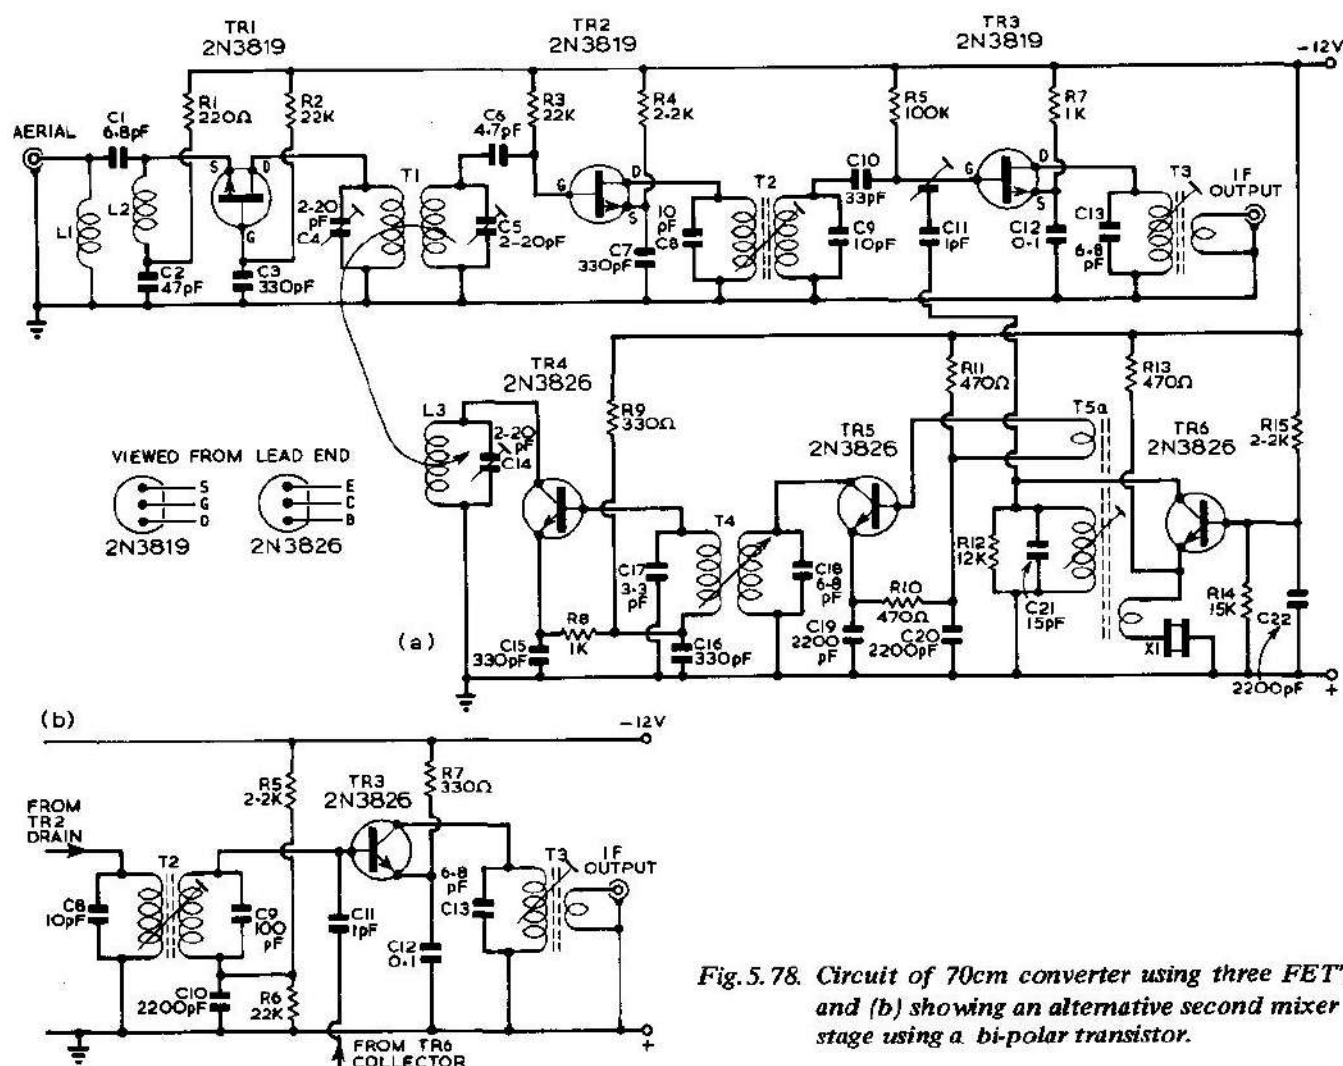 TR1
2N3819
TR2
2N3819
TR3
2N3819
-12V
AERIAL
C1
6.8pF
R1
220Ω
R2
22K
S
D
G
L1
L2
C2
47pF
C3
330pF
2-20
pF
C4
T1
C5
2-20pF
C6
4.7pF
R3
22K
R4
2-2K
G
D
S
C7
330pF
10
pF
C8
T2
C9
10pF
C10
33pF
R5
100K
C11
1pF
G
D
S
R7
1K
C12
0-1
C13
6-8
pF
T3
IF
OUTPUT
TR4
2N3826
L3
2-20
pF
C14
R9
330Ω
TR5
2N3826
R11
470Ω
R13
470Ω
T5a
TR6
2N3826
R15
2-2K
VIEWED FROM LEAD END
S
G
D
2N3819
E
C
B
2N3826
(a)
C15
330pF
R8
1K
C17
3.3
pF
C16
330pF
T4
C18
6-8
pF
C19
2200
pF
R10
470Ω
C20
2200pF
R12
12K
C21
15pF
X1
R14
15K
C22
2200pF
+
(b)
-12V
FROM
TR2
DRAIN
C8
10pF
T2
C9
100
pF
C10
2200pF
R5
2-2K
R6
22K
TR3
2N3826
R7
330Ω
C11
1pF
C12
0-1
6-8
pF
C13
T3
IF
OUTPUT
+
FROM TR6
COLLECTOR
Fig.5.78. Circuit of 70cm converter using three FET'
and (b) showing an alternative second mixer
stage using a bi-polar transistor.